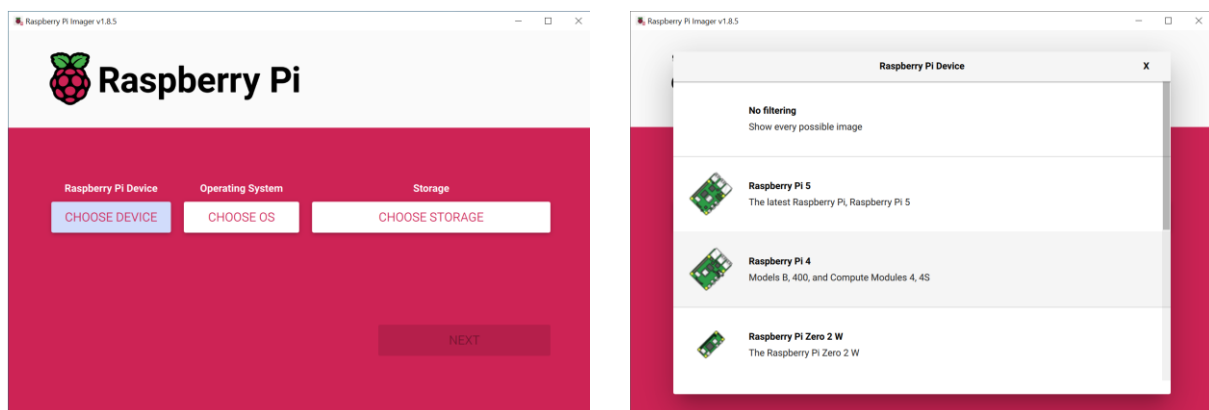 Raspberry Pi Imager v1.8.5
Raspberry Pi
Raspberry Pi Device
Operating System
Storage
CHOOSE DEVICE
CHOOSE OS
CHOOSE STORAGE
NEXT
Raspberry Pi Imager v1.8.5
Raspberry Pi Device
X
No filtering
Show every possible image
Raspberry Pi 5
The latest Raspberry Pi, Raspberry Pi 5
Raspberry Pi 4
Models B, 400, and Compute Modules 4, 4S
Raspberry Pi Zero 2 W
The Raspberry Pi Zero 2 W